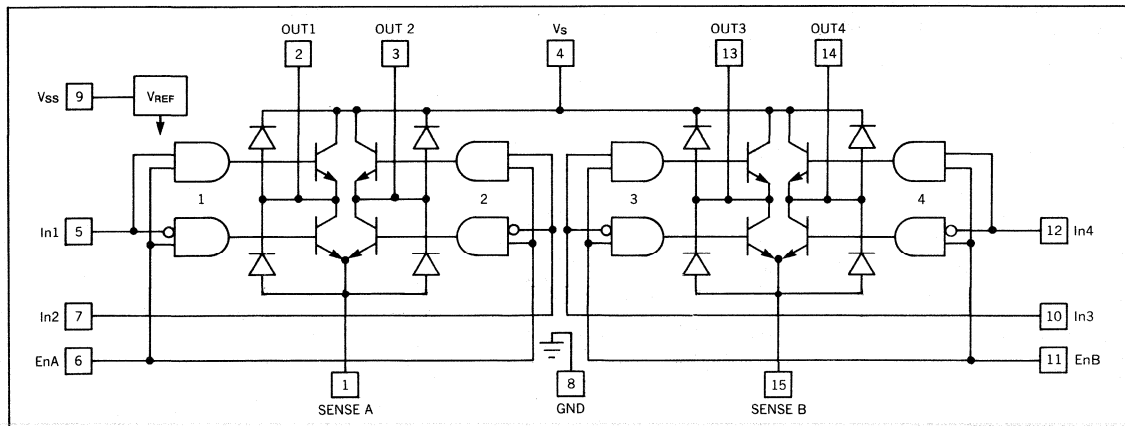 OUT1 OUT 2 Vs OUT3 OUT4
2 3 4 13 14
Vss 9 VREF
1 2 3 4
In1 5 12 In4
In2 7 10 In3
EnA 6 11 EnB
1 8 15
SENSE A GND SENSE B